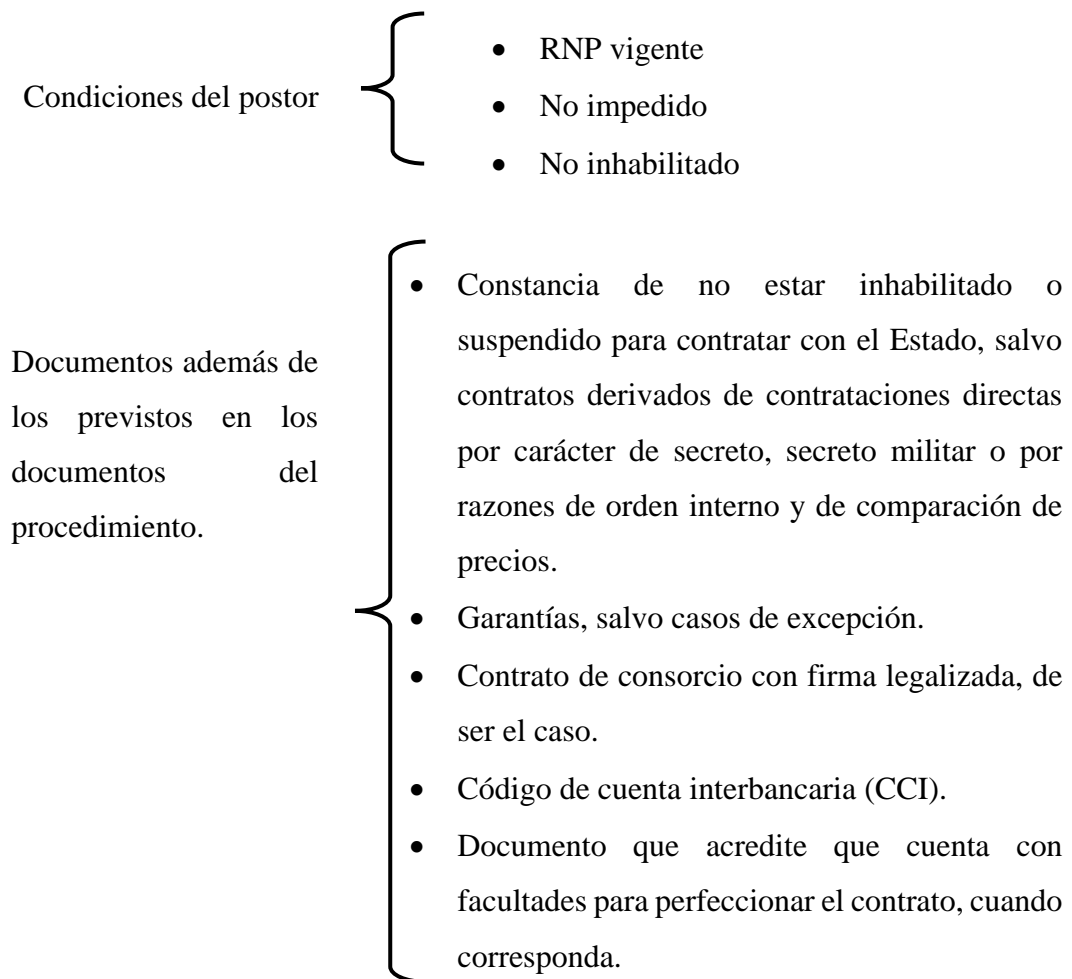 Condiciones del postor
• RNP vigente
• No impedido
• No inhabilitado
Documentos además de
los previstos en los
documentos del
procedimiento.
• Constancia de no estar inhabilitado o
suspendido para contratar con el Estado, salvo
contratos derivados de contrataciones directas
por carácter de secreto, secreto militar o por
razones de orden interno y de comparación de
precios.
• Garantías, salvo casos de excepción.
• Contrato de consorcio con firma legalizada, de
ser el caso.
• Código de cuenta interbancaria (CCI).
• Documento que acredite que cuenta con
facultades para perfeccionar el contrato, cuando
corresponda.